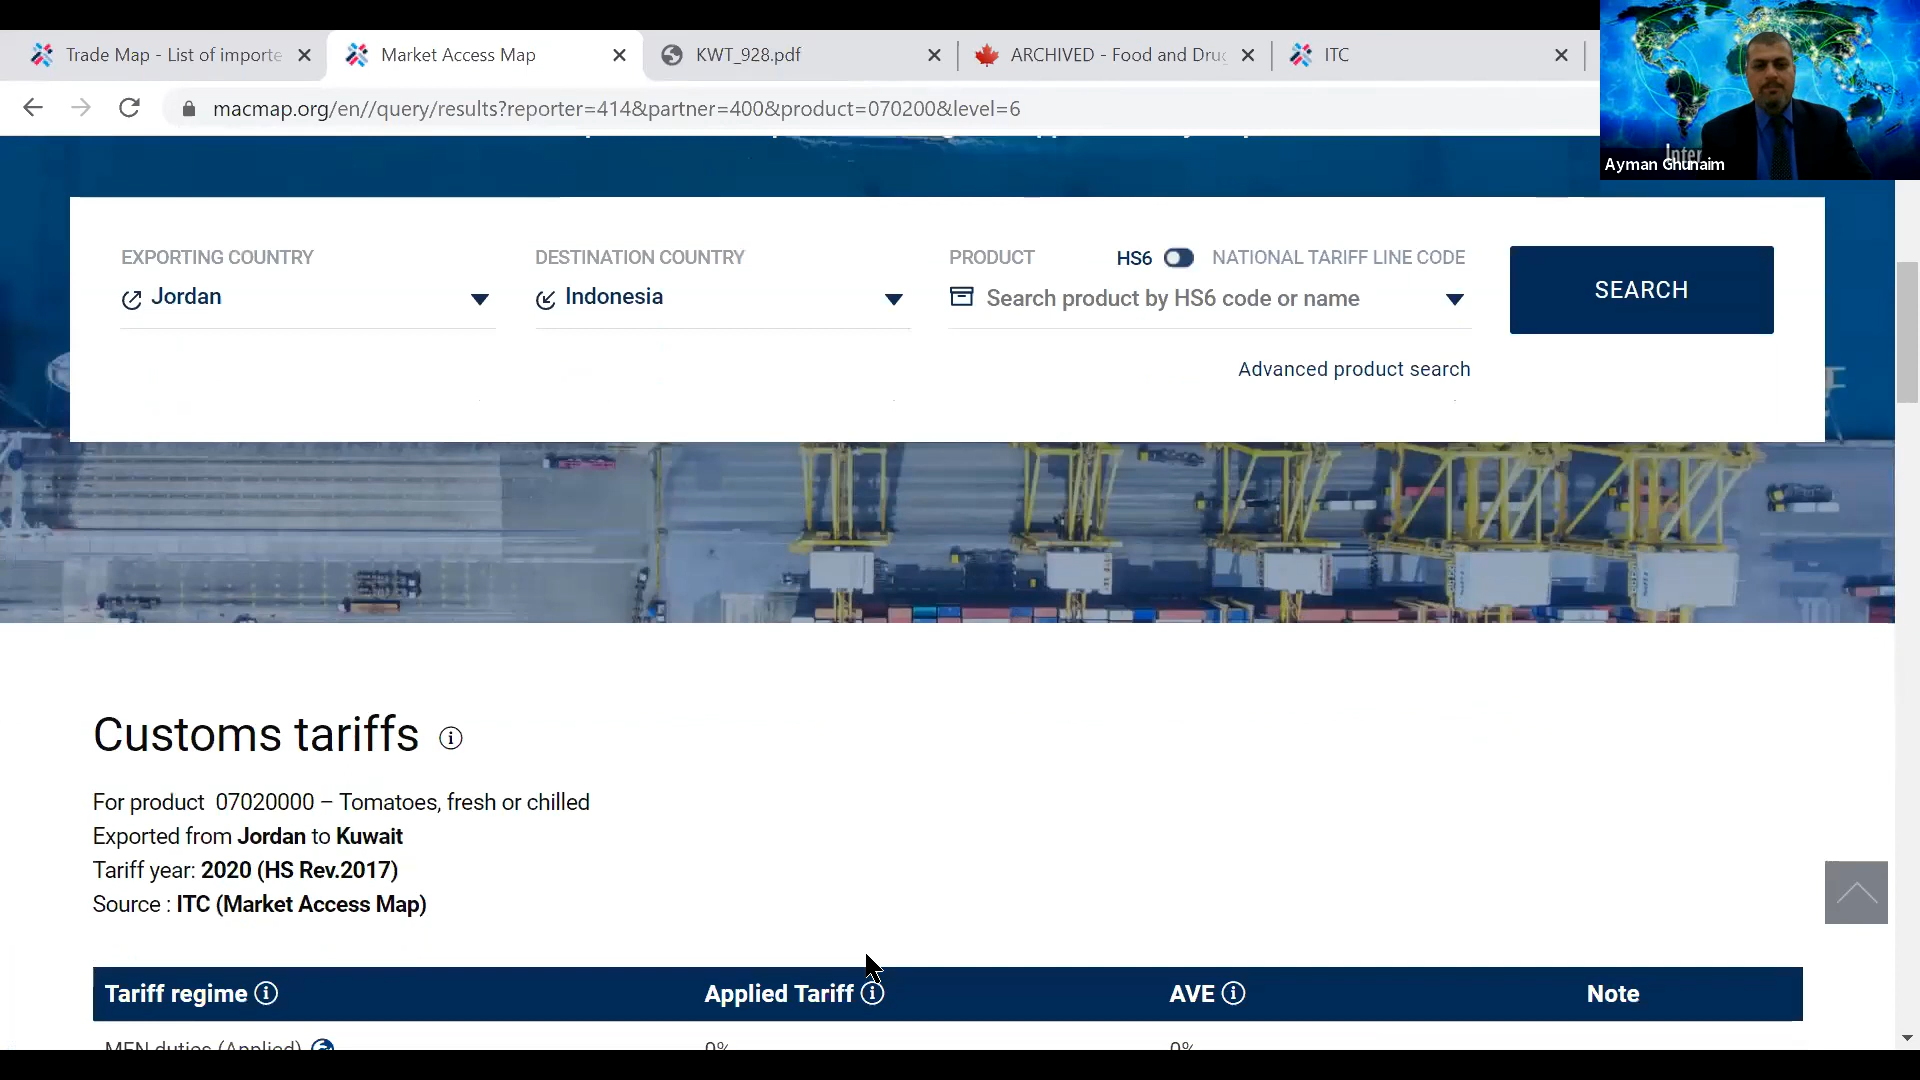 Trade Map - List of importe
Market Access Map
KWT_928.pdf
ARCHIVED - Food and Dru
ITC
macmap.org/en//query/results?reporter=414&partner=400&product=070200&level=6
Inter
Ayman Ghunaim
EXPORTING COUNTRY
DESTINATION COUNTRY
PRODUCT
HS6
NATIONAL TARIFF LINE CODE
Jordan
Indonesia
Search product by HS6 code or name
SEARCH
Advanced product search
Customs tariffs
For product 07020000 – Tomatoes, fresh or chilled
Exported from Jordan to Kuwait
Tariff year: 2020 (HS Rev.2017)
Source : ITC (Market Access Map)
Tariff regime
Applied Tariff
AVE
Note
MFN duties (Applied)
0%
0%